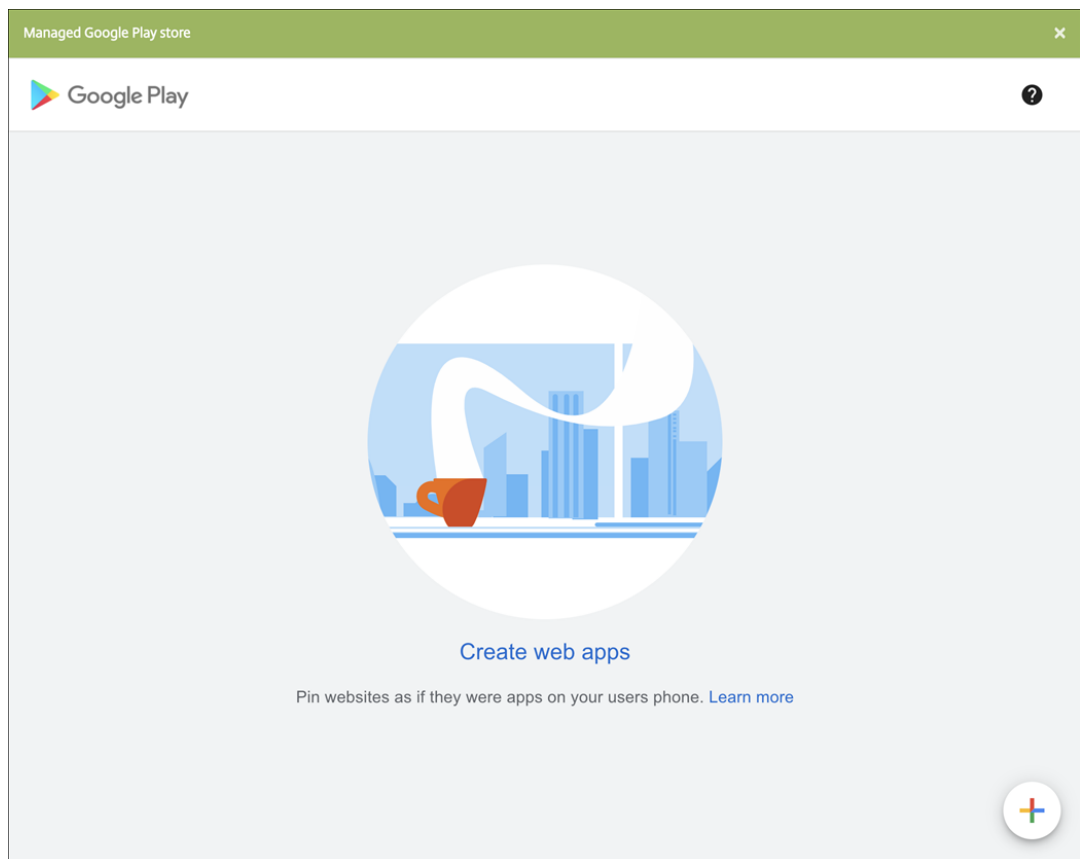 Managed Google Play store
Google Play
Create web apps
Pin websites as if they were apps on your users phone. Learn more